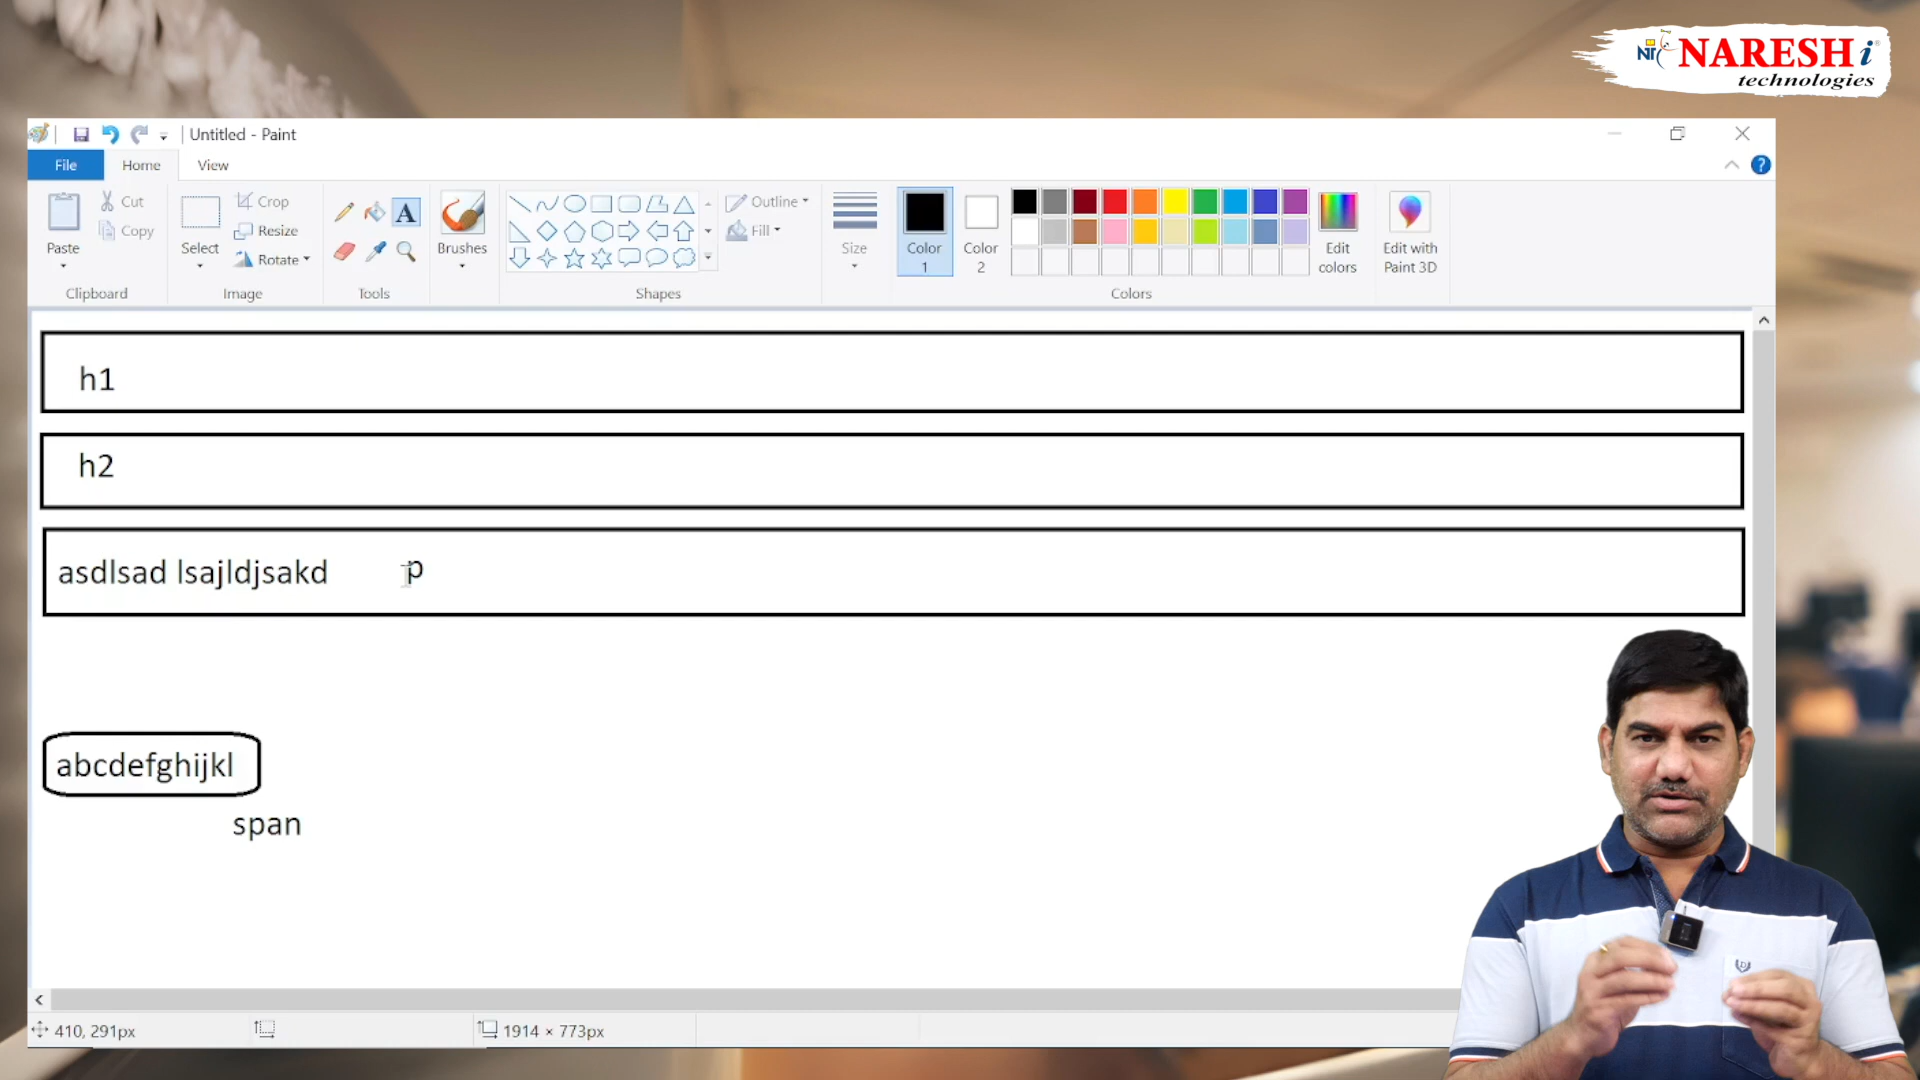 NIT NARESH i
technologies
Untitled - Paint
File Home View
Paste
Cut
Copy
Clipboard
Select
Crop
Resize
Rotate
Image
A
Tools
Brushes
Shapes
Outline
Fill
Size
Color
1
Color
2
Edit
colors
Edit with
Paint 3D
Colors
h1
h2
asdlsad lsajldjsakd p
abcdefghijkl
span
410, 291px
1914 × 773px